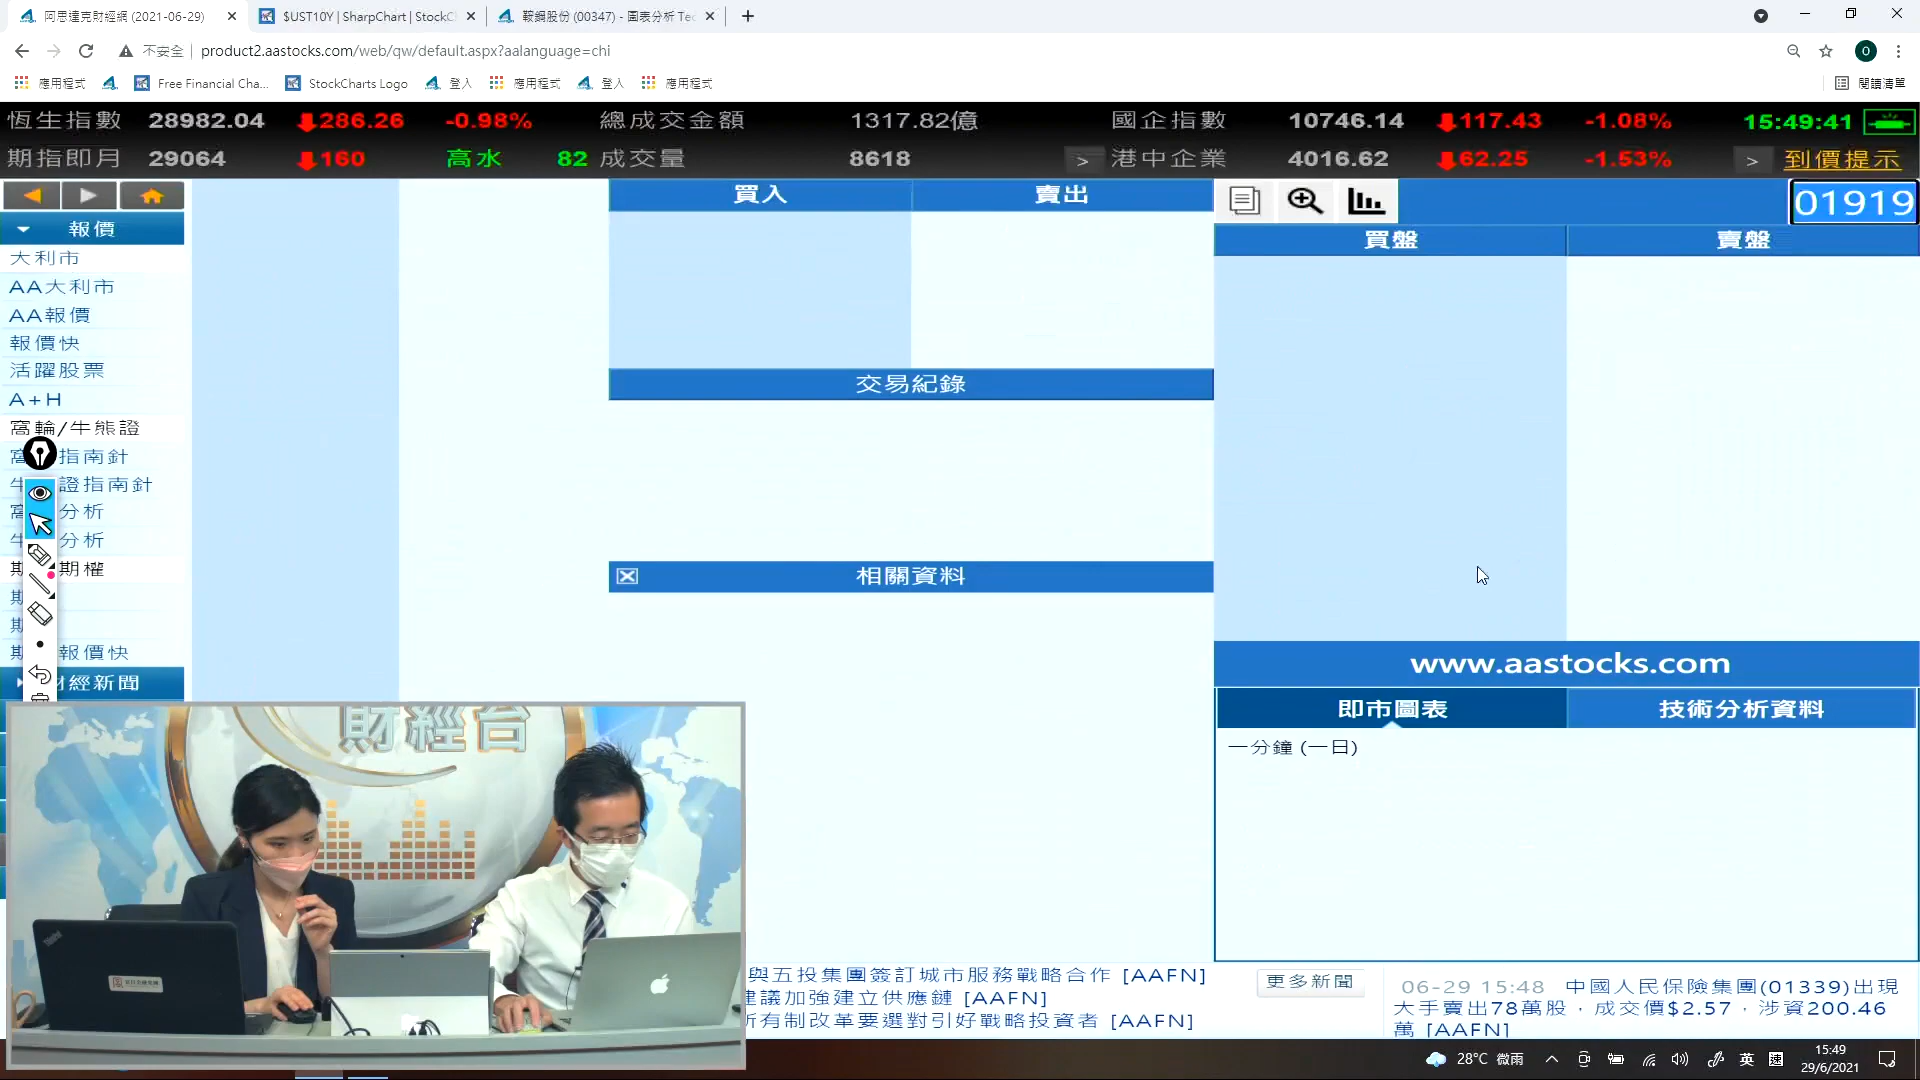 阿思達克財經網 (2021-06-29)
$UST10Y | SharpChart | StockC
鞍鋼股份 (00347) - 圖表分析 Tec
不安全
product2.aastocks.com/web/qw/default.aspx?aalanguage=chi
O
應用程式
Free Financial Cha...
StockCharts Logo
登入
應用程式
登入
應用程式
閱讀清單
恆生指數 28982.04 286.26 -0.98% 總成交金額 1317.82億 國企指數 10746.14 117.43 -1.08% 15:49:41
期指即月 29064 160 高水 82 成交量 8618 > 港中企業 4016.62 62.25 -1.53% > 到價提示
報價
大利市
AA大利市
AA報價
報價快
活躍股票
A+H
窩輪/牛熊證
指南針
證指南針
分析
分析
期權
報價快
財經新聞
買入 賣出
交易紀錄
相關資料
01919
買盤 賣盤
www.aastocks.com
即市圖表 技術分析資料
一分鐘 (一日)
財經台
與五投集團簽訂城市服務戰略合作 [AAFN]
建議加強建立供應鏈 [AAFN]
所有制改革要選對引好戰略投資者 [AAFN]
更多新聞
06-29 15:48 中國人民保險集團(01339)出現
大手賣出78萬股，成交價$2.57，涉資200.46
萬 [AAFN]
28°C 微雨
英
15:49
29/6/2021